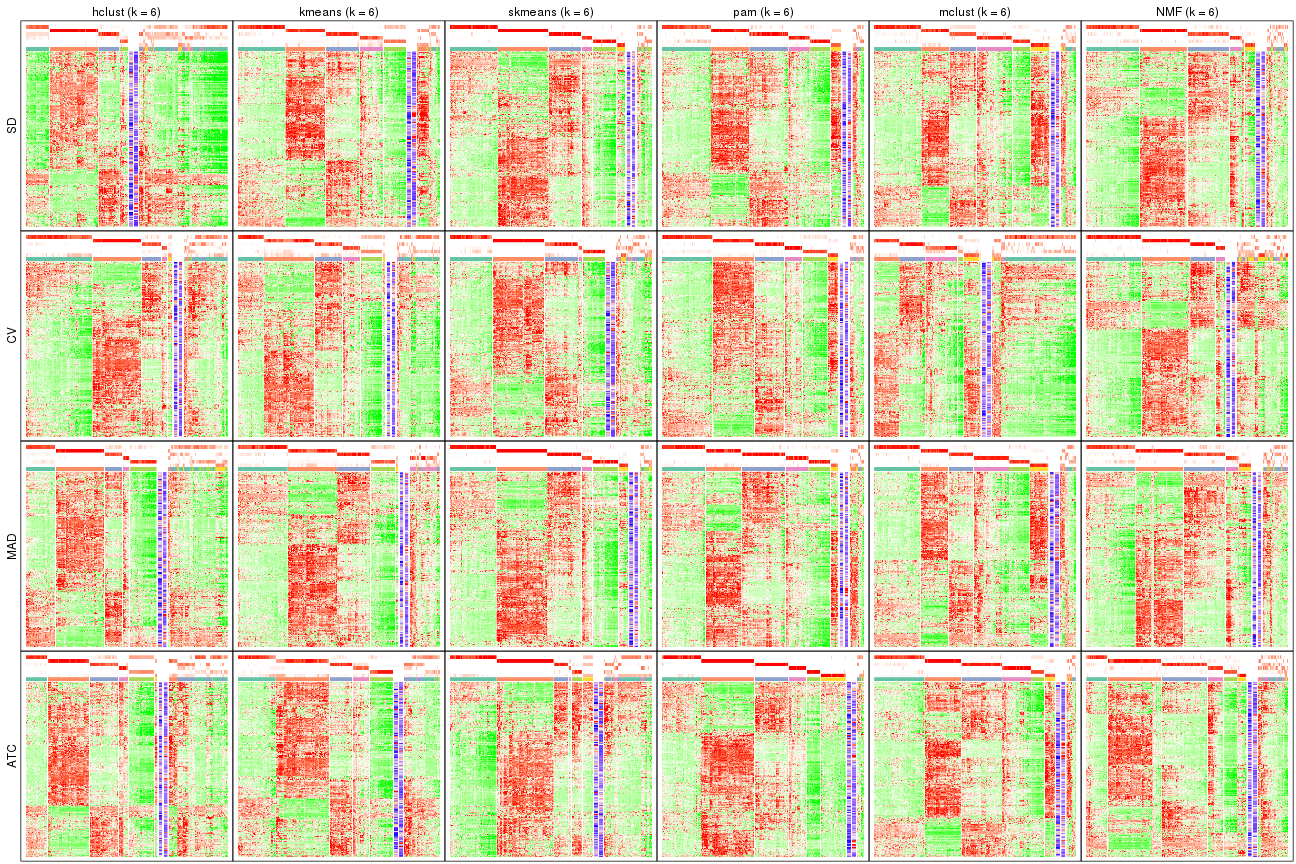 hclust (k = 6)
kmeans (k = 6)
skmeans (k = 6)
pam (k = 6)
mclust (k = 6)
NMF (k = 6)
SD
CV
MAD
ATC